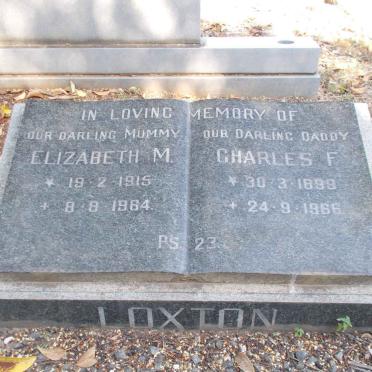 IN LOVING MEMORY OF
OUR DARLING MUMMY
ELIZABETH M.
* 19·2·1915
+ 8·8·1964
OUR DARLING DADDY
CHARLES F.
* 30·3·1899
+ 24·9·1966
PS. 23.
LOXTON